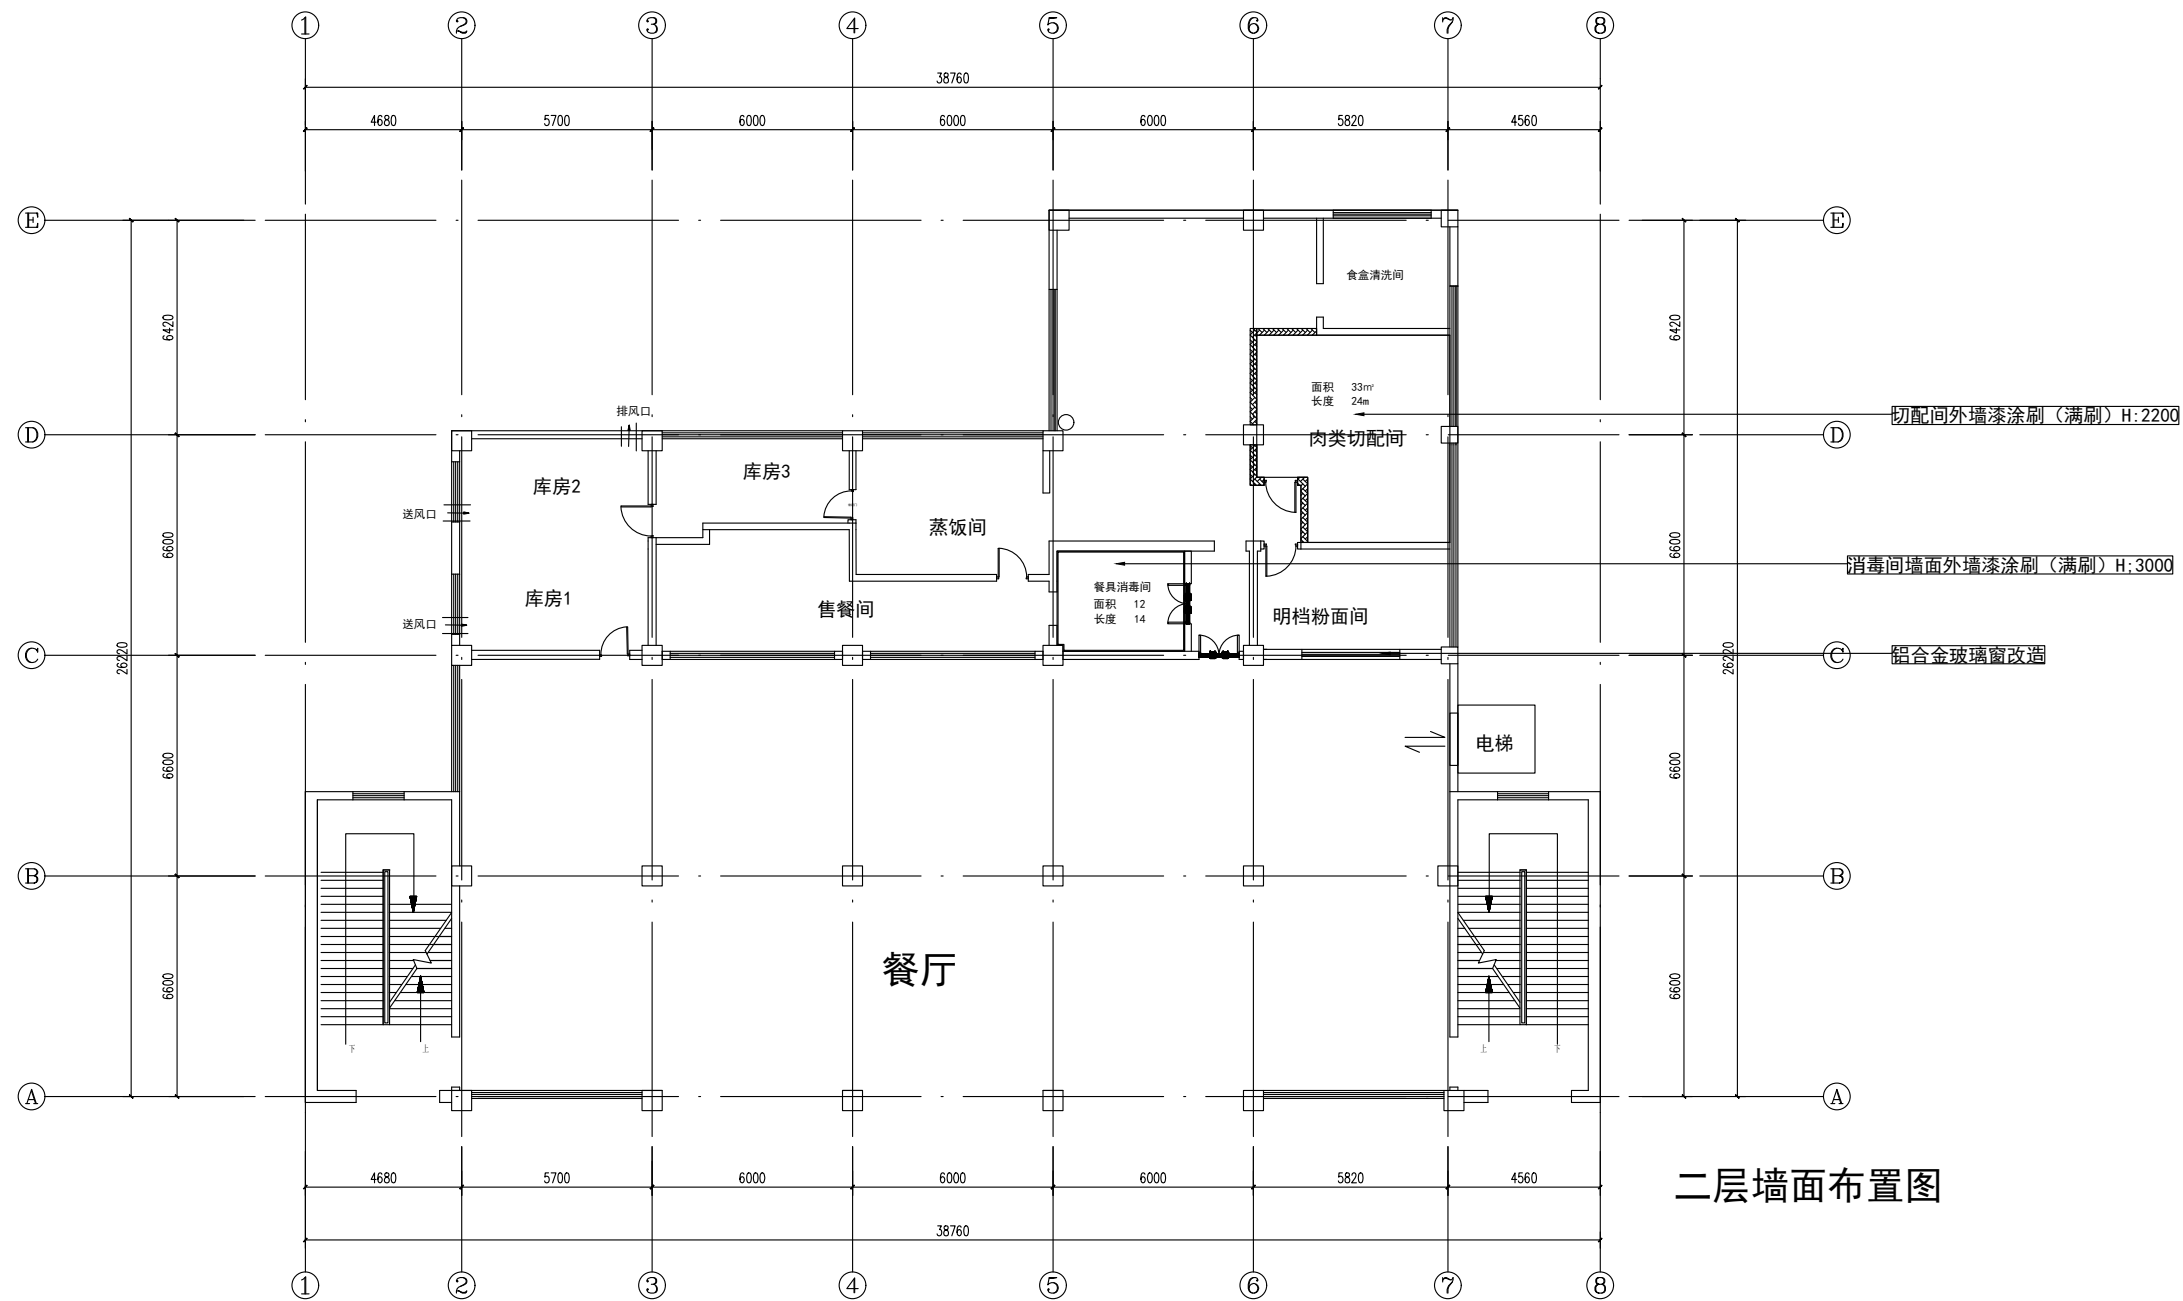 1 2 3 4 5 6 7 8
38760
4680 5700 6000 6000 6000 5820 4560
E E
食盒清洗间
6420 6420
排风口
面积 33㎡
长度 24m
切配间外墙漆涂刷（满刷）H:2200
D D
肉类切配间
库房3
库房2
送风口
蒸饭间
6600 6600
消毒间墙面外墙漆涂刷（满刷）H:3000
餐具消毒间
面积 12
长度 14
库房1
售餐间
明档粉面间
送风口
C C
铝合金玻璃窗改造
26220 26220
电梯
6600 6600
B B
餐厅
6600 6600
下 上 上 下
A A
4680 5700 6000 6000 6000 5820 4560
二层墙面布置图
38760
1 2 3 4 5 6 7 8